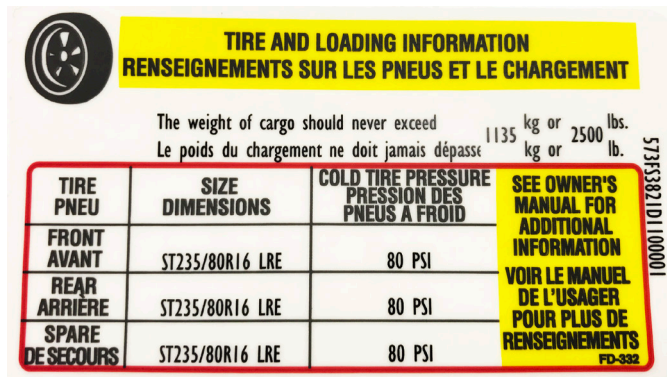 TIRE AND LOADING INFORMATION
RENSEIGNEMENTS SUR LES PNEUS ET LE CHARGEMENT
The weight of cargo should never exceed 1135 kg or 2500 lbs.
Le poids du chargement ne doit jamais dépasse kg or lb.
TIRE
PNEU
SIZE
DIMENSIONS
COLD TIRE PRESSURE
PRESSION DES
PNEUS A FROID
SEE OWNER'S
MANUAL FOR
ADDITIONAL
INFORMATION
VOIR LE MANUEL
DE L'USAGER
POUR PLUS DE
RENSEIGNEMENTS
FD-332
FRONT
AVANT
ST235/80R16 LRE
80 PSI
REAR
ARRIÈRE
ST235/80R16 LRE
80 PSI
SPARE
DE SECOURS
ST235/80R16 LRE
80 PSI
573FS3821D1100001